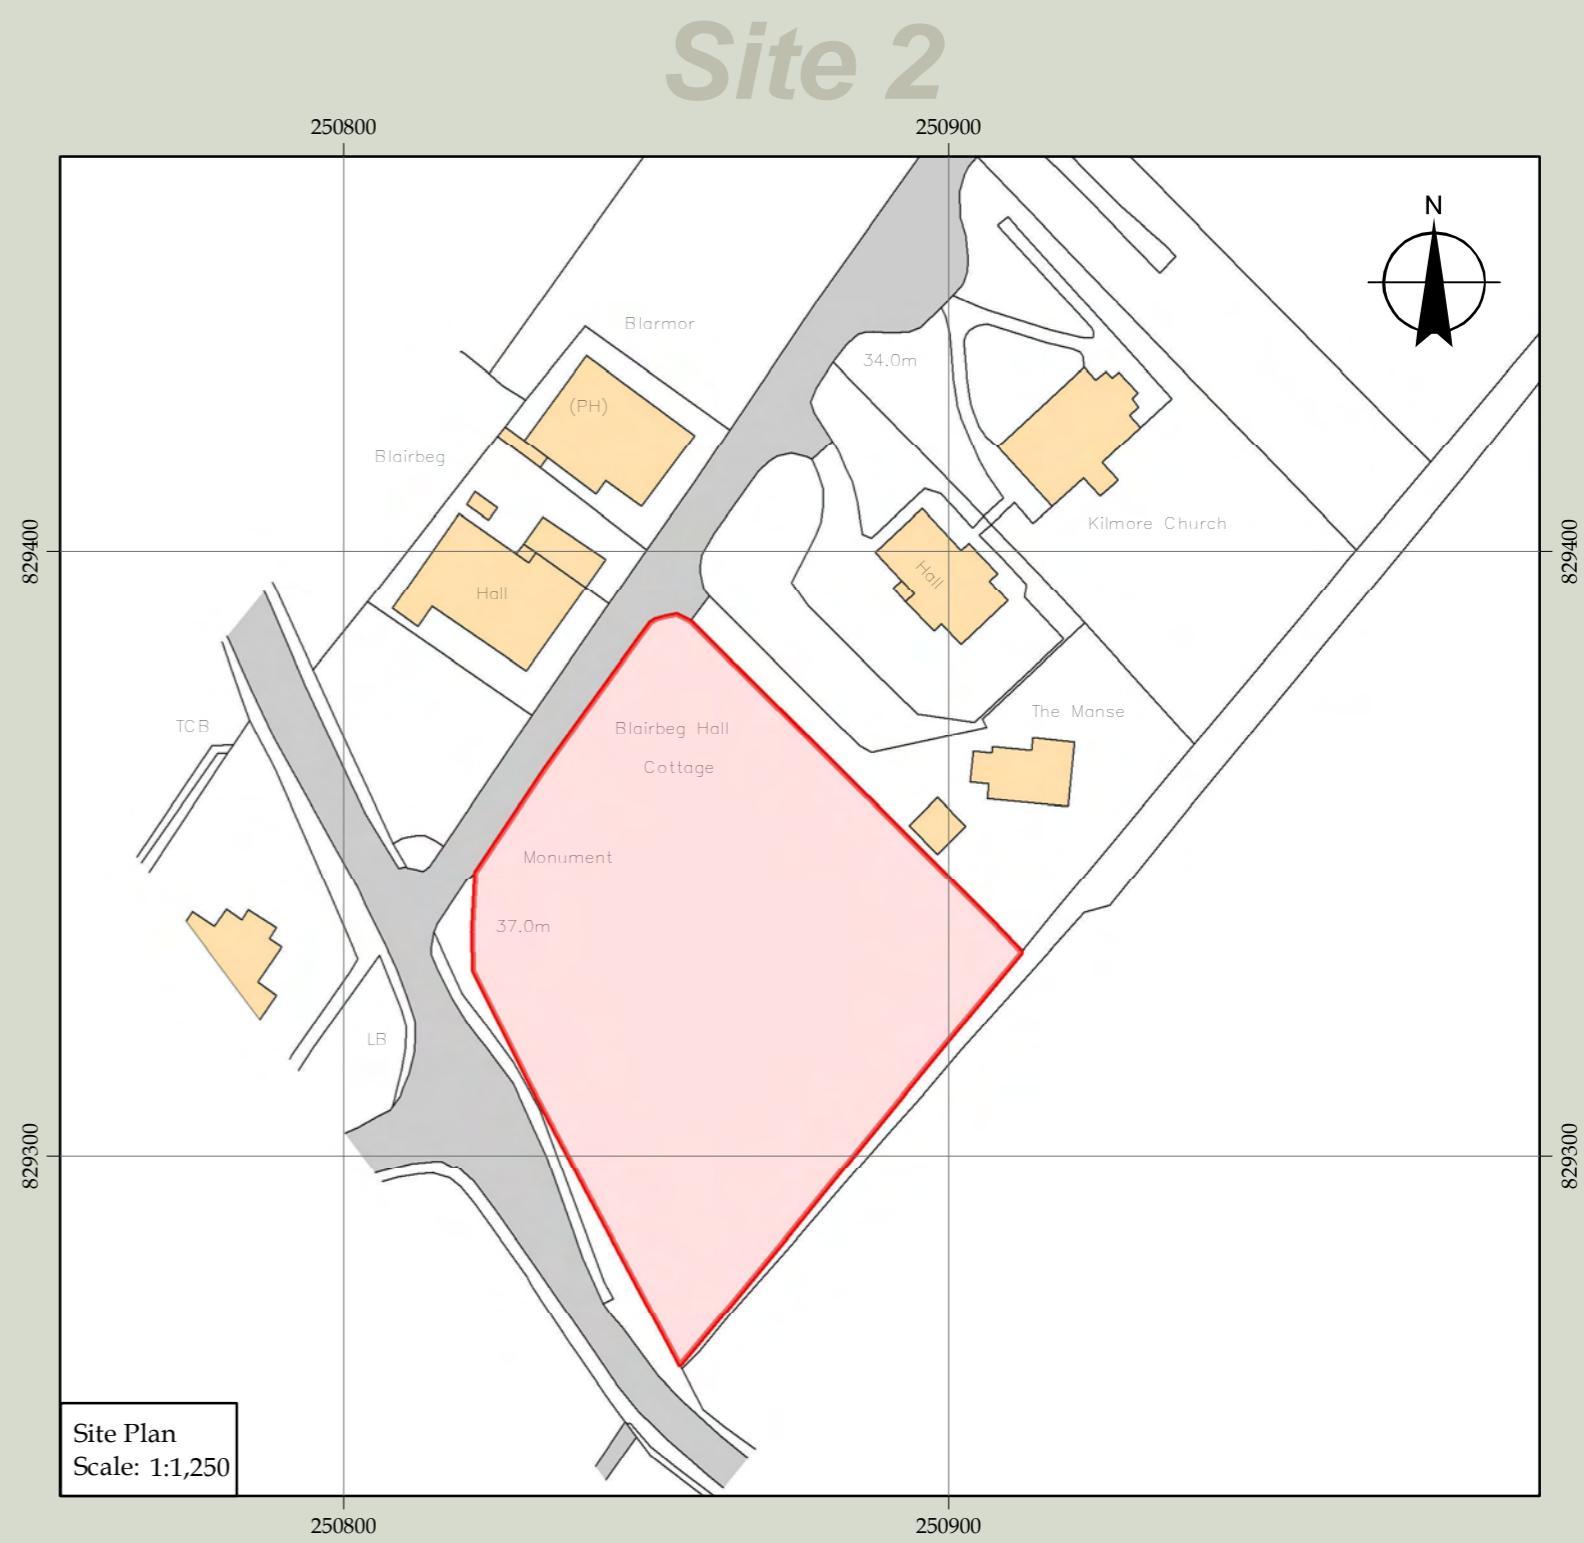 Site 2
250800
250900
N
Blarmor
34.0m
(PH)
Blairbeg
Kilmore Church
829400
829400
Hall
Hall
The Manse
TCB
Blairbeg Hall
Cottage
Monument
37.0m
LB
829300
829300
Site Plan
Scale: 1:1,250
250800
250900